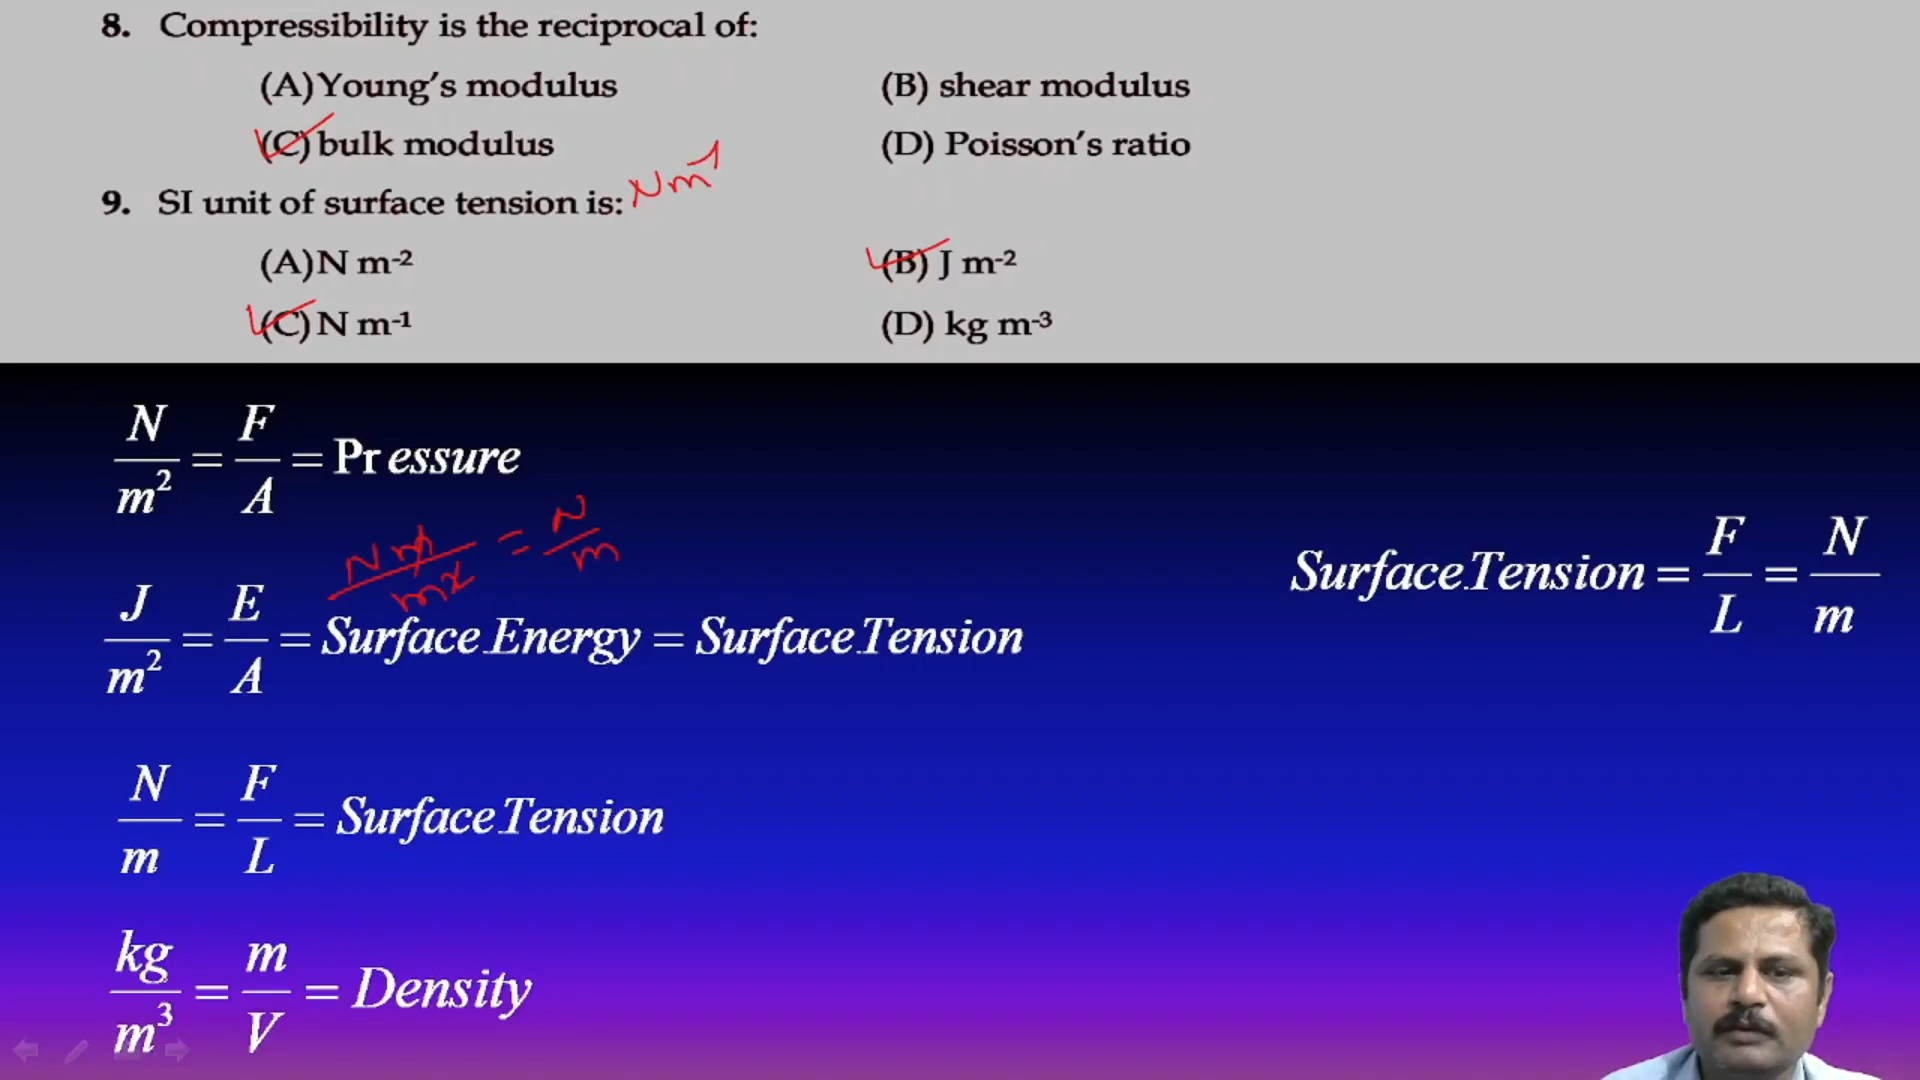 8. Compressibility is the reciprocal of:
(A) Young's modulus (B) shear modulus
(C) bulk modulus (D) Poisson's ratio
9. SI unit of surface tension is: Nm⁻¹
(A) N m⁻² (B) J m⁻²
(C) N m⁻¹ (D) kg m⁻³
N/m² = F/A = Pressure
Nm/m² = N/m
Surface.Tension = F/L = N/m
J/m² = E/A = Surface.Energy = Surface.Tension
N/m = F/L = Surface.Tension
kg/m³ = m/V = Density